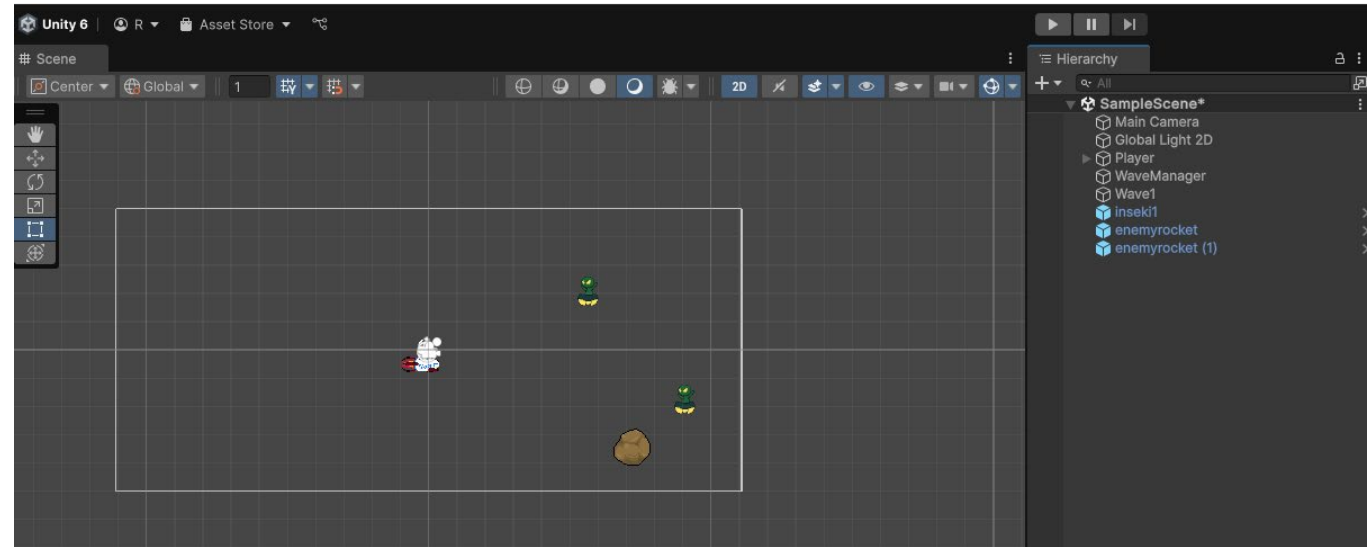 Unity 6 R Asset Store
# Scene
Center Global 1 2D
Hierarchy
All
SampleScene*
Main Camera
Global Light 2D
Player
WaveManager
Wave1
inseki1
enemyrocket
enemyrocket (1)